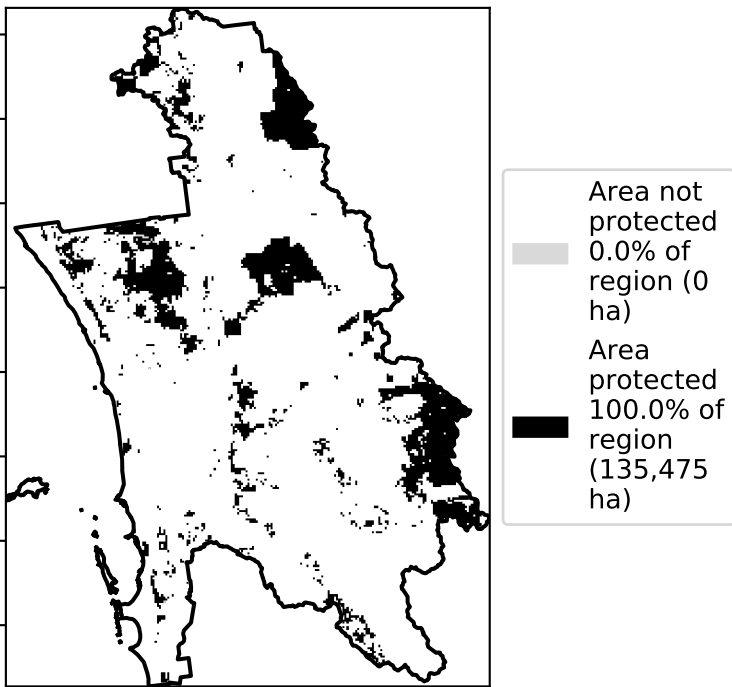 Area not
protected
0.0% of
region (0
ha)
Area
protected
100.0% of
region
(135,475
ha)